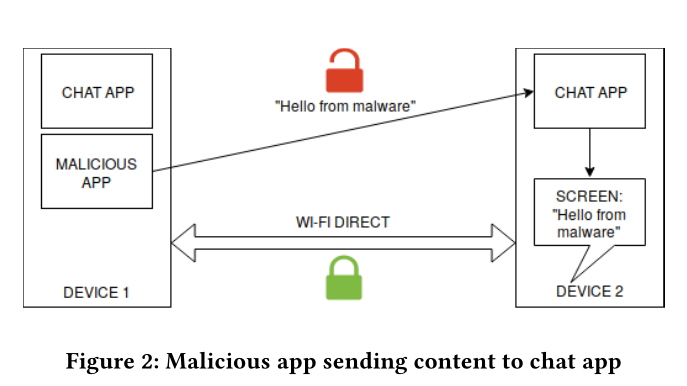 CHAT APP
MALICIOUS
APP
DEVICE 1
"Hello from malware"
WI-FI DIRECT
CHAT APP
SCREEN:
"Hello from
malware"
DEVICE 2
Figure 2: Malicious app sending content to chat app